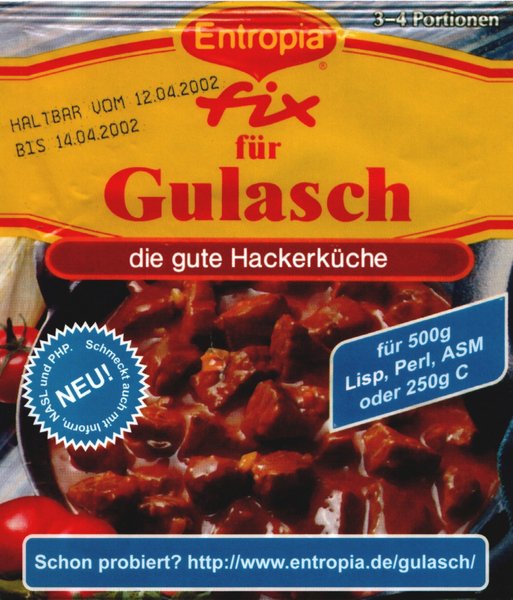 3-4 Portionen
Entropia
®
HALTBAR VOM 12.04.2002
BIS 14.04.2002
fix
für
Gulasch
die gute Hackerküche
für 500g
Lisp, Perl, ASM
oder 250g C
NEU!
Schmeckt auch mit Inform, NASL und PHP.
Schon probiert? http://www.entropia.de/gulasch/